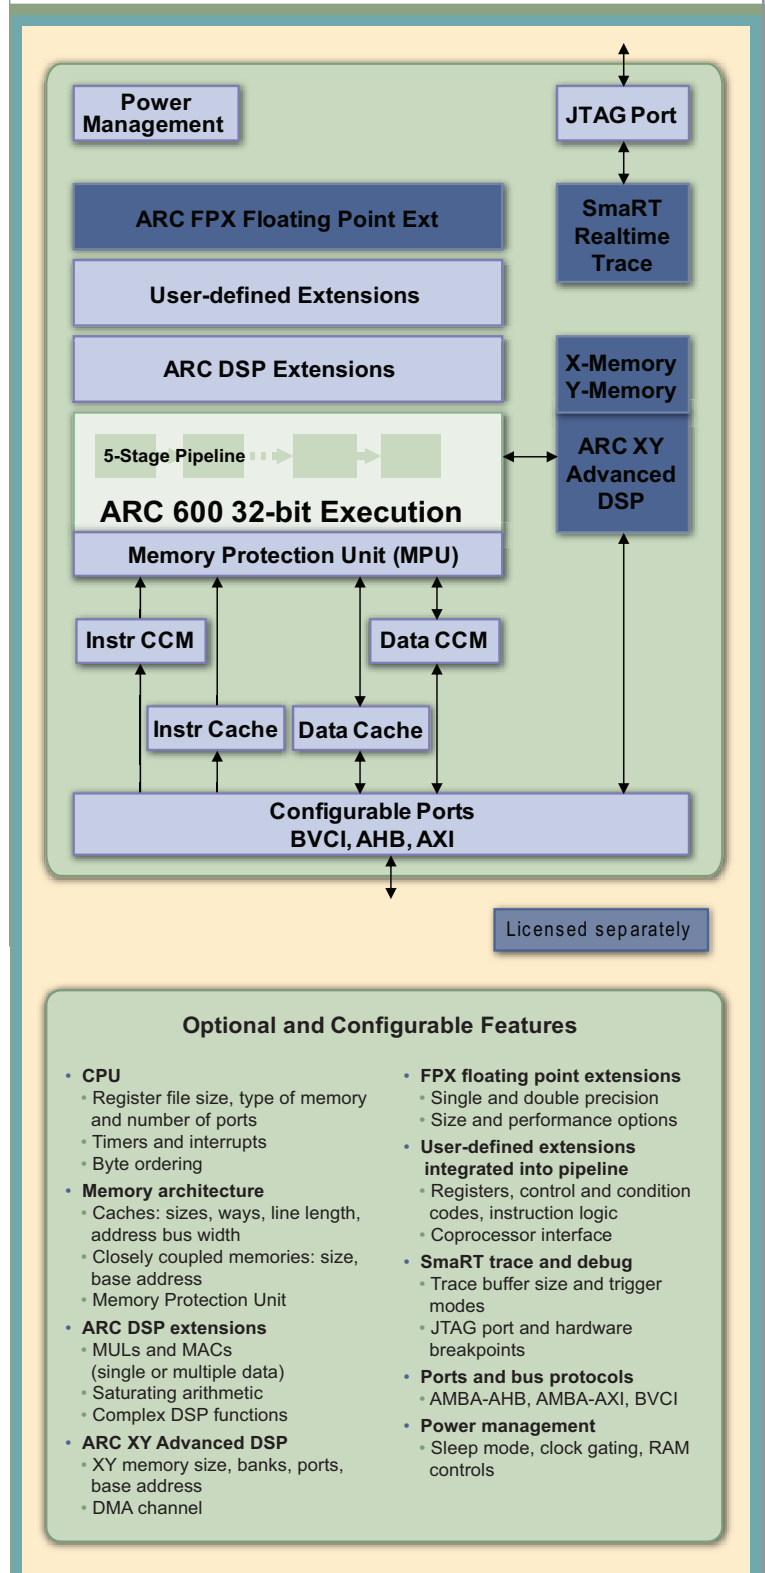 Power
Management
JTAG Port
ARC FPX Floating Point Ext
SmaRT
Realtime
Trace
User-defined Extensions
ARC DSP Extensions
X-Memory
Y-Memory
5-Stage Pipeline
ARC 600 32-bit Execution
ARC XY
Advanced
DSP
Memory Protection Unit (MPU)
Instr CCM
Data CCM
Instr Cache
Data Cache
Configurable Ports
BVCI, AHB, AXI
Licensed separately
Optional and Configurable Features
• CPU
• Register file size, type of memory
and number of ports
• Timers and interrupts
• Byte ordering
• Memory architecture
• Caches: sizes, ways, line length,
address bus width
• Closely coupled memories: size,
base address
• Memory Protection Unit
• ARC DSP extensions
• MULs and MACs
(single or multiple data)
• Saturating arithmetic
• Complex DSP functions
• ARC XY Advanced DSP
• XY memory size, banks, ports,
base address
• DMA channel
• FPX floating point extensions
• Single and double precision
• Size and performance options
• User-defined extensions
integrated into pipeline
• Registers, control and condition
codes, instruction logic
• Coprocessor interface
• SmaRT trace and debug
• Trace buffer size and trigger
modes
• JTAG port and hardware
breakpoints
• Ports and bus protocols
• AMBA-AHB, AMBA-AXI, BVCI
• Power management
• Sleep mode, clock gating, RAM
controls